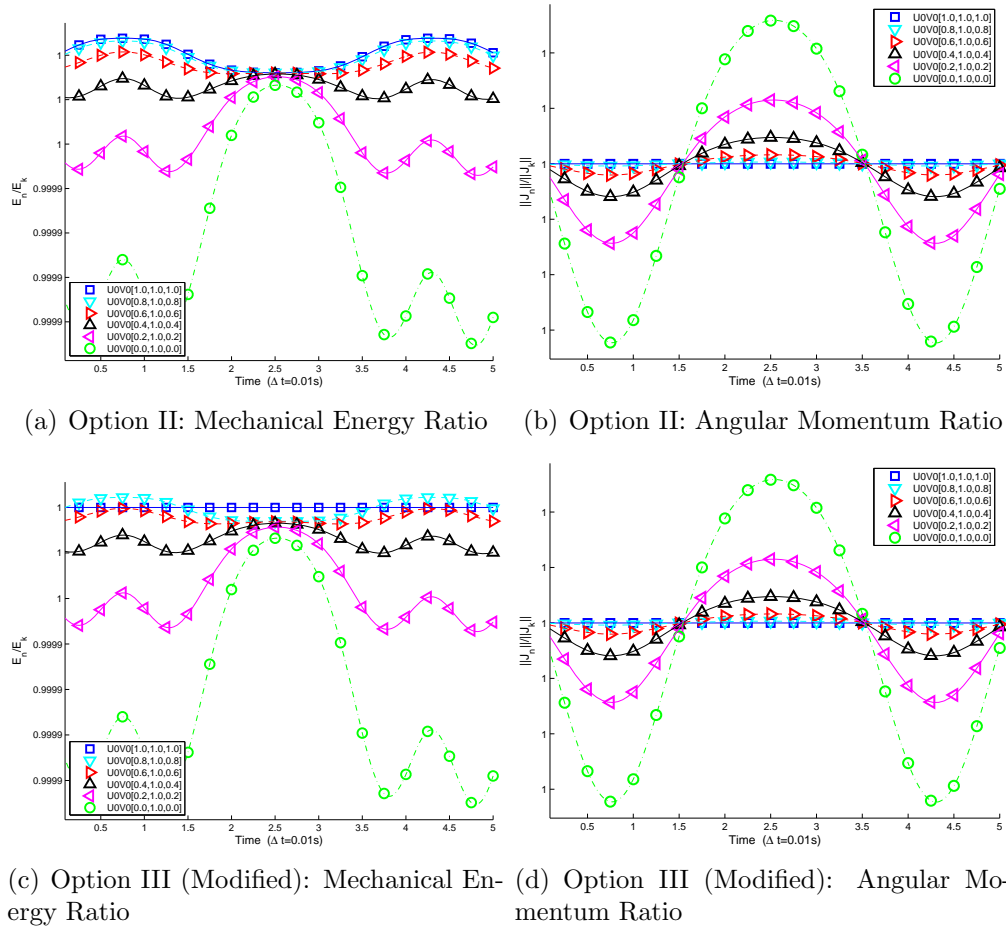 1
1
1
0.9999
0.9999
0.9999
0.9999
E_n/E_k
U0V0[1.0,1.0,1.0]
U0V0[0.8,1.0,0.8]
U0V0[0.6,1.0,0.6]
U0V0[0.4,1.0,0.4]
U0V0[0.2,1.0,0.2]
U0V0[0.0,1.0,0.0]
0.5 1 1.5 2 2.5 3 3.5 4 4.5 5
Time (Δ t=0.01s)
(a) Option II: Mechanical Energy Ratio
1
1
1
1
1
1
||J_n||/||J_k||
U0V0[1.0,1.0,1.0]
U0V0[0.8,1.0,0.8]
U0V0[0.6,1.0,0.6]
U0V0[0.4,1.0,0.4]
U0V0[0.2,1.0,0.2]
U0V0[0.0,1.0,0.0]
0.5 1 1.5 2 2.5 3 3.5 4 4.5 5
Time (Δ t=0.01s)
(b) Option II: Angular Momentum Ratio
1
1
1
0.9999
0.9999
0.9999
0.9999
E_n/E_k
U0V0[1.0,1.0,1.0]
U0V0[0.8,1.0,0.8]
U0V0[0.6,1.0,0.6]
U0V0[0.4,1.0,0.4]
U0V0[0.2,1.0,0.2]
U0V0[0.0,1.0,0.0]
0.5 1 1.5 2 2.5 3 3.5 4 4.5 5
Time (Δ t=0.01s)
(c) Option III (Modified): Mechanical En-
ergy Ratio
1
1
1
1
1
1
||J_n||/||J_k||
U0V0[1.0,1.0,1.0]
U0V0[0.8,1.0,0.8]
U0V0[0.6,1.0,0.6]
U0V0[0.4,1.0,0.4]
U0V0[0.2,1.0,0.2]
U0V0[0.0,1.0,0.0]
0.5 1 1.5 2 2.5 3 3.5 4 4.5 5
Time (Δ t=0.01s)
(d) Option III (Modified): Angular Mo-
mentum Ratio